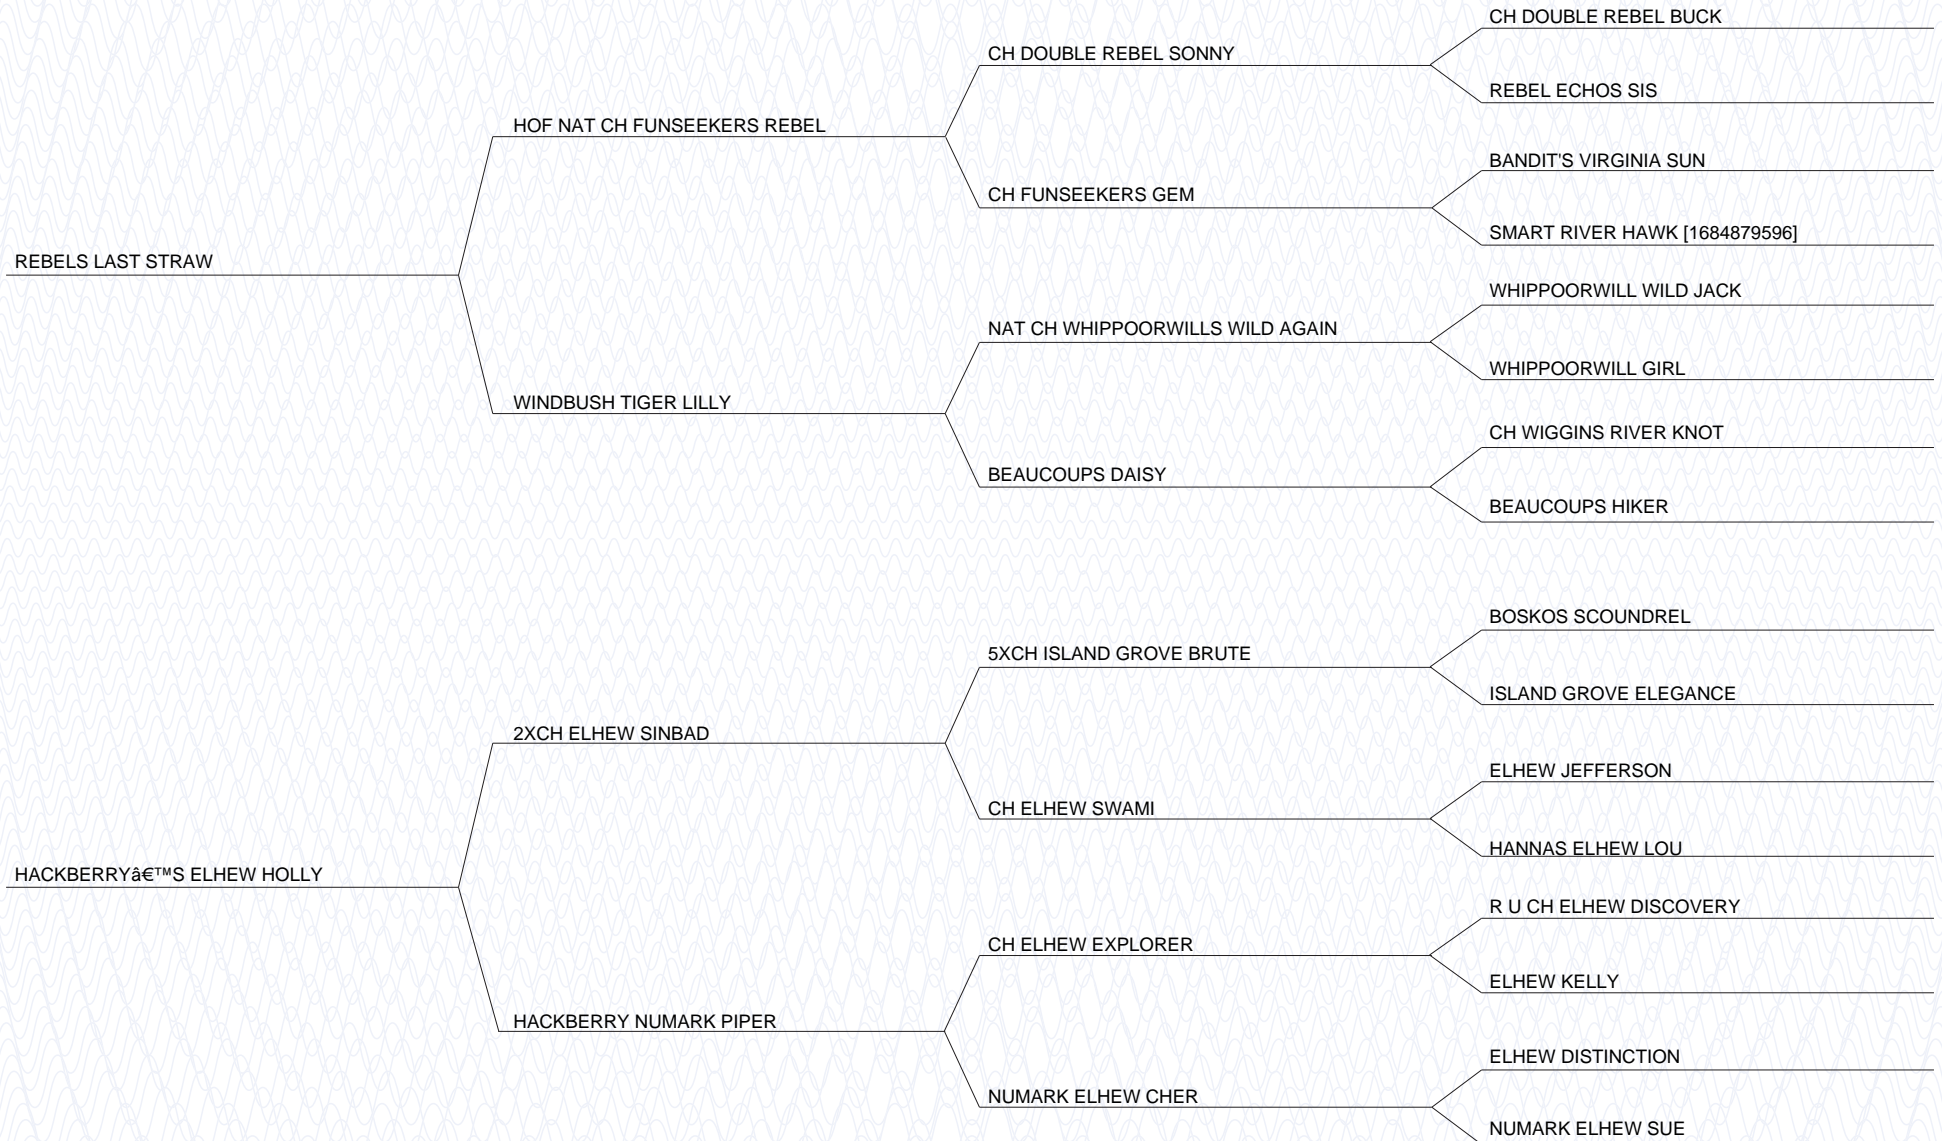 CH DOUBLE REBEL BUCK
CH DOUBLE REBEL SONNY
REBEL ECHOS SIS
HOF NAT CH FUNSEEKERS REBEL
BANDIT'S VIRGINIA SUN
CH FUNSEEKERS GEM
SMART RIVER HAWK [1684879596]
REBELS LAST STRAW
WHIPPOORWILL WILD JACK
NAT CH WHIPPOORWILLS WILD AGAIN
WHIPPOORWILL GIRL
WINDBUSH TIGER LILLY
CH WIGGINS RIVER KNOT
BEAUCOUPS DAISY
BEAUCOUPS HIKER
BOSKOS SCOUNDREL
5XCH ISLAND GROVE BRUTE
ISLAND GROVE ELEGANCE
2XCH ELHEW SINBAD
ELHEW JEFFERSON
CH ELHEW SWAMI
HANNAS ELHEW LOU
HACKBERRYâ€™S ELHEW HOLLY
R U CH ELHEW DISCOVERY
CH ELHEW EXPLORER
ELHEW KELLY
HACKBERRY NUMARK PIPER
ELHEW DISTINCTION
NUMARK ELHEW CHER
NUMARK ELHEW SUE